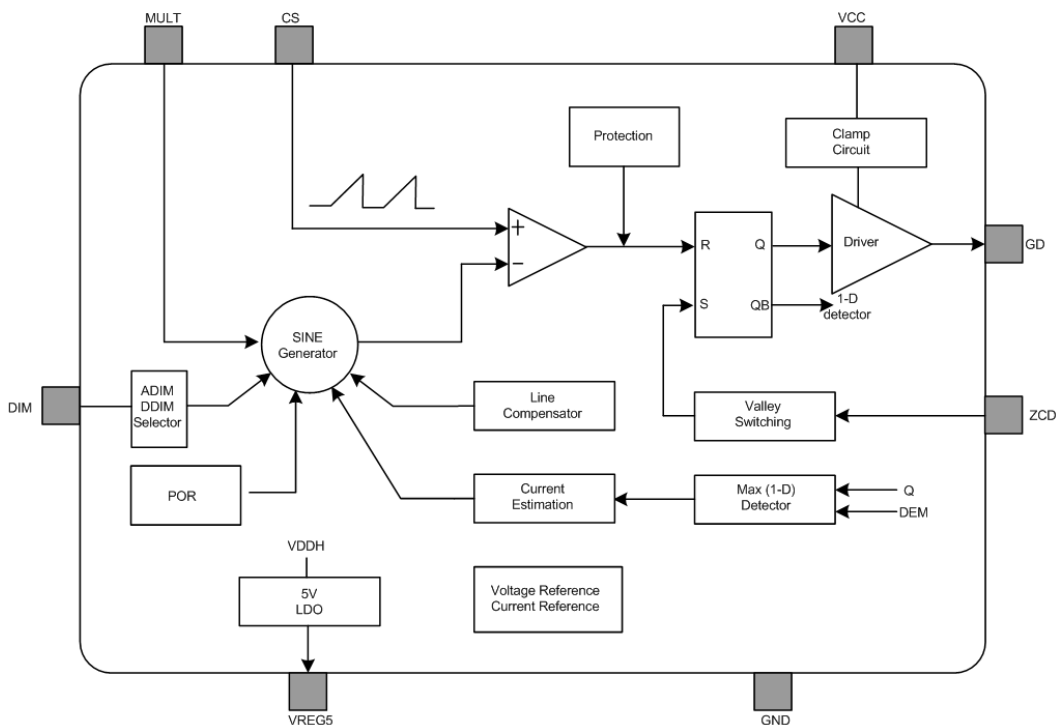 MULT
CS
VCC
Protection
Clamp
Circuit
+
−
R
Q
Driver
GD
S
QB
1-D
detector
SINE
Generator
DIM
ADIM
DDIM
Selector
Line
Compensator
Valley
Switching
ZCD
POR
Current
Estimation
Max (1-D)
Detector
Q
DEM
VDDH
5V
LDO
Voltage Reference
Current Reference
VREG5
GND